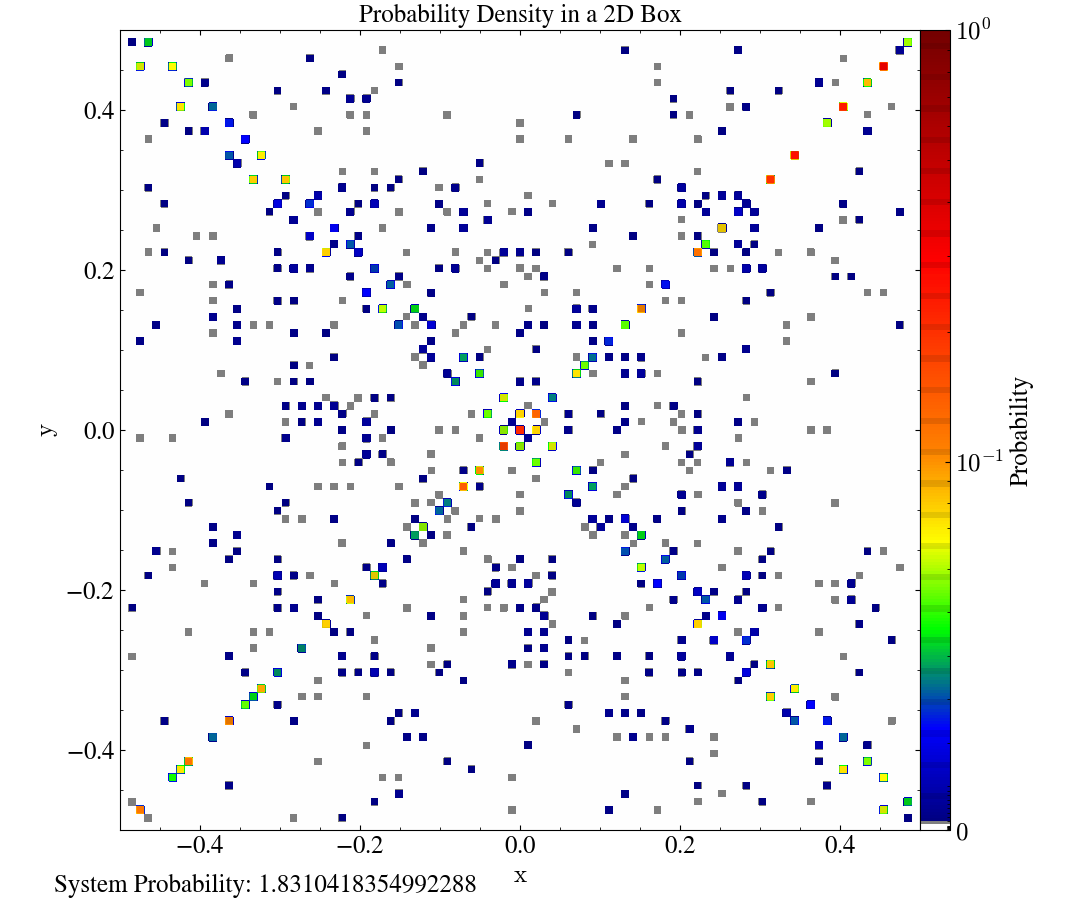 Probability Density in a 2D Box
10^0
0.4
0.2
0.0
−0.2
−0.4
y
10^−1
Probability
0
−0.4 −0.2 0.0 0.2 0.4
x
System Probability: 1.8310418354992288